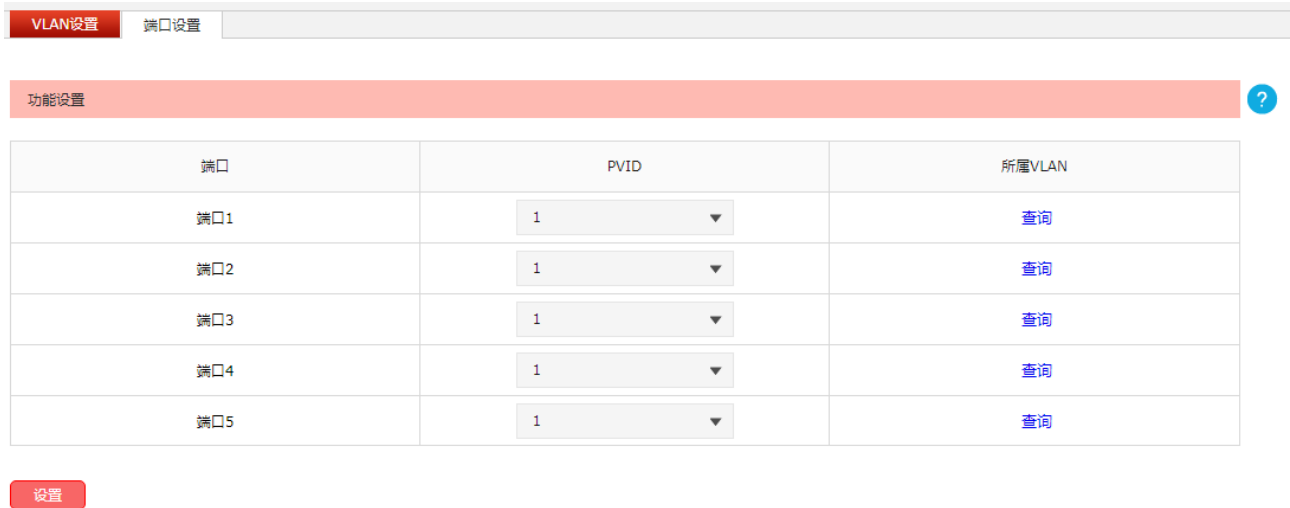 VLAN设置 端口设置
功能设置 ?
端口 PVID 所属VLAN
端口1 1 查询
端口2 1 查询
端口3 1 查询
端口4 1 查询
端口5 1 查询
设置